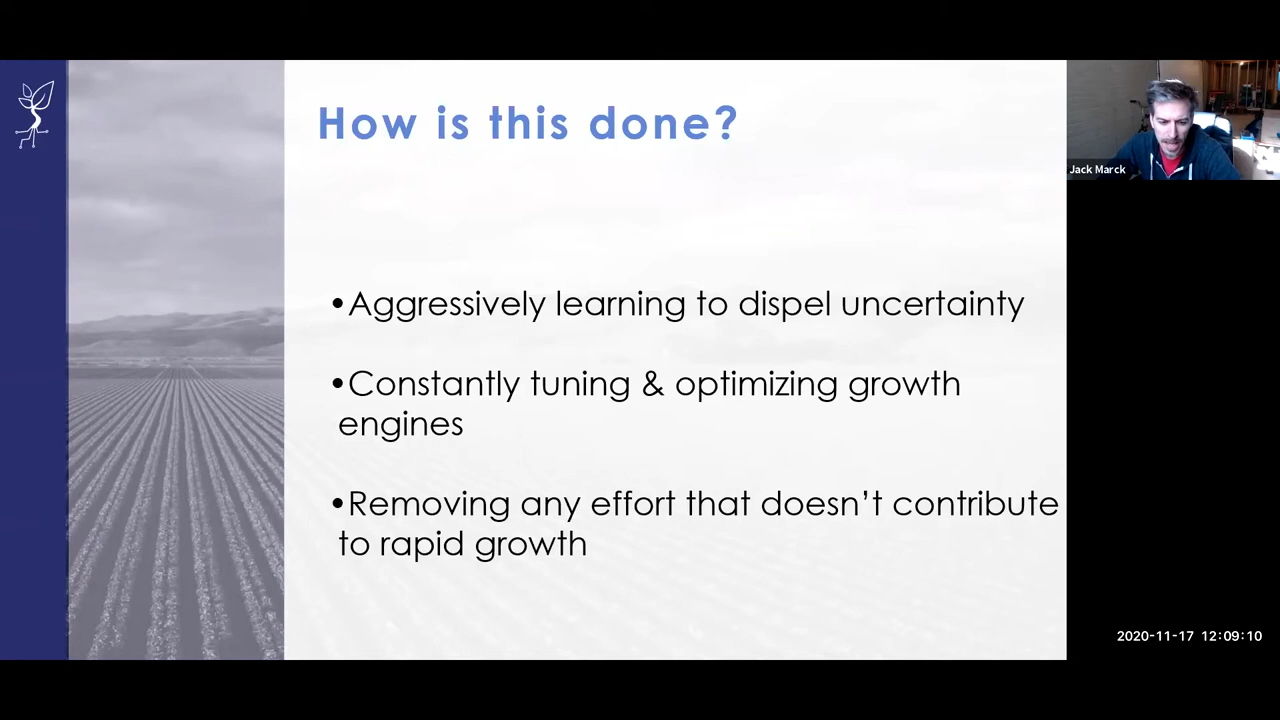 How is this done?
•Aggressively learning to dispel uncertainty
•Constantly tuning & optimizing growth
engines
•Removing any effort that doesn’t contribute
to rapid growth
Jack Marck
2020-11-17 12:09:10